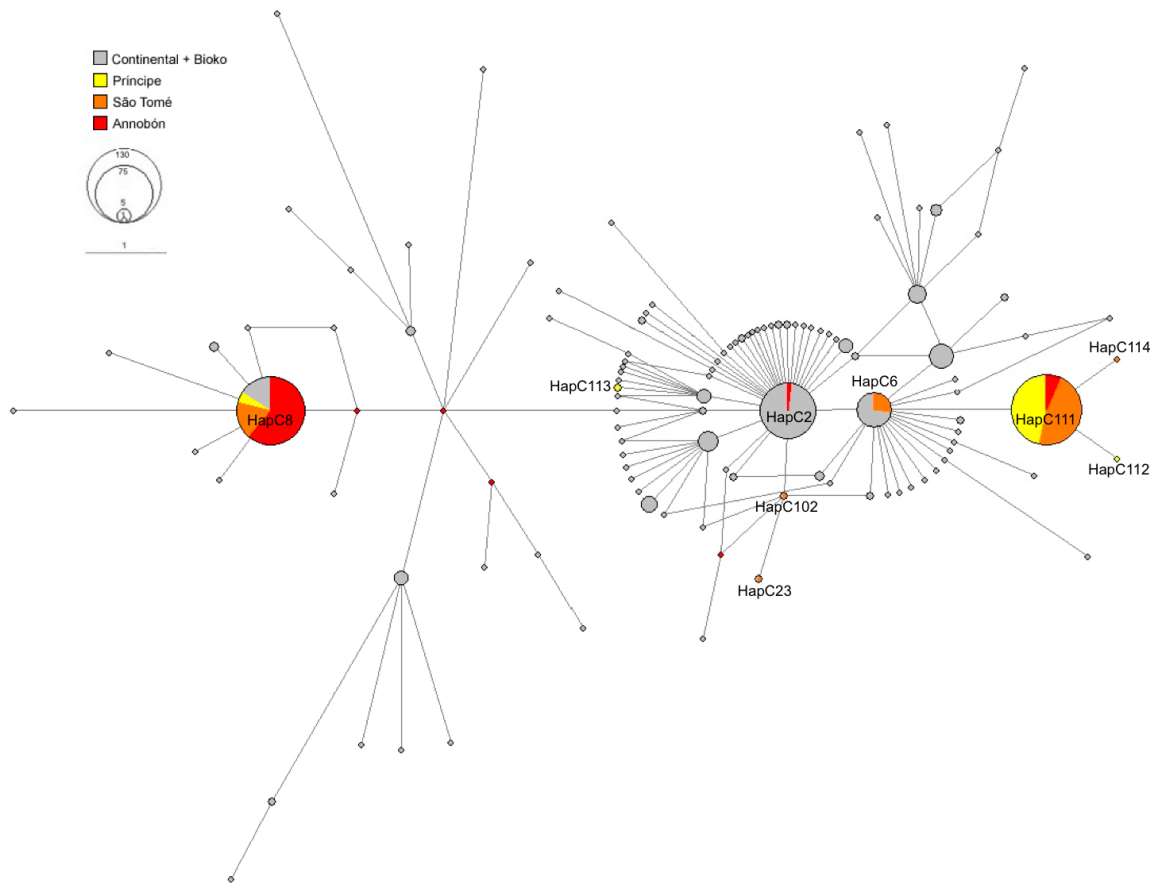 Continental + Bioko
Príncipe
São Tomé
Annobón
130
75
5
1
1
HapC114
HapC6
HapC113
HapC8
HapC2
HapC111
HapC112
HapC102
HapC23